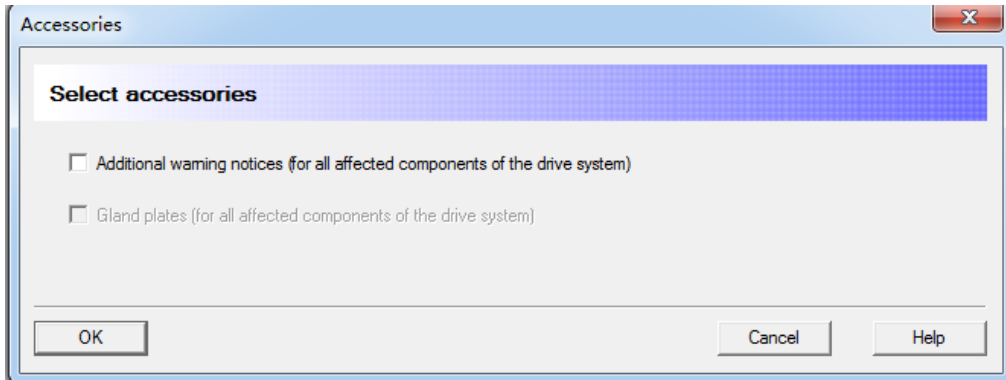 Accessories
Select accessories
Additional warning notices (for all affected components of the drive system)
Gland plates (for all affected components of the drive system)
OK
Cancel
Help